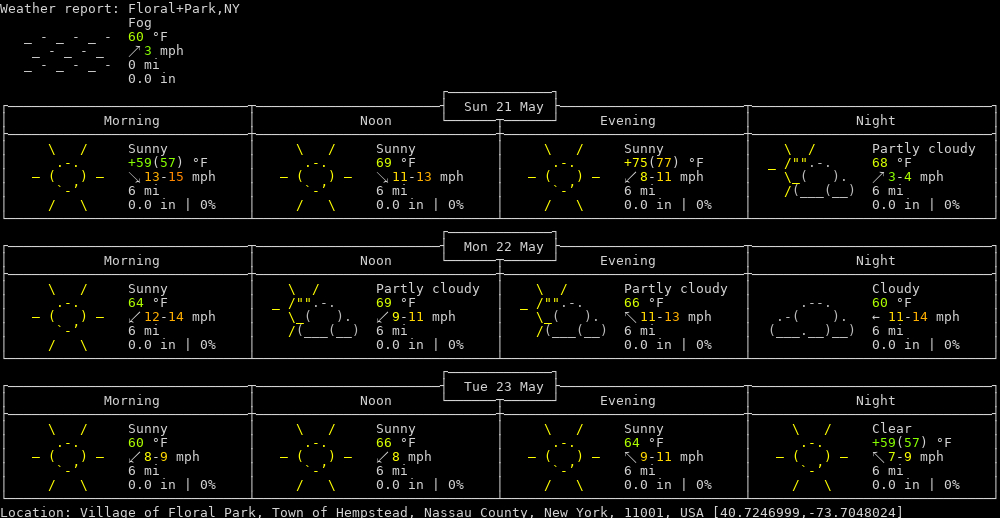 Weather report: Floral+Park,NY
Fog
60 °F
↗ 3 mph
0 mi
0.0 in
Sun 21 May
Morning Noon Evening Night
Sunny Sunny Sunny Partly cloudy
+59(57) °F 69 °F +75(77) °F 68 °F
↘ 13-15 mph ↘ 11-13 mph ↙ 8-11 mph ↗ 3-4 mph
6 mi 6 mi 6 mi 6 mi
0.0 in | 0% 0.0 in | 0% 0.0 in | 0% 0.0 in | 0%
Mon 22 May
Morning Noon Evening Night
Sunny Partly cloudy Partly cloudy Cloudy
64 °F 69 °F 66 °F 60 °F
↙ 12-14 mph ↙ 9-11 mph ↖ 11-13 mph ← 11-14 mph
6 mi 6 mi 6 mi 6 mi
0.0 in | 0% 0.0 in | 0% 0.0 in | 0% 0.0 in | 0%
Tue 23 May
Morning Noon Evening Night
Sunny Sunny Sunny Clear
60 °F 66 °F 64 °F +59(57) °F
↙ 8-9 mph ↙ 8 mph ↖ 9-11 mph ↖ 7-9 mph
6 mi 6 mi 6 mi 6 mi
0.0 in | 0% 0.0 in | 0% 0.0 in | 0% 0.0 in | 0%
Location: Village of Floral Park, Town of Hempstead, Nassau County, New York, 11001, USA [40.7246999,-73.7048024]